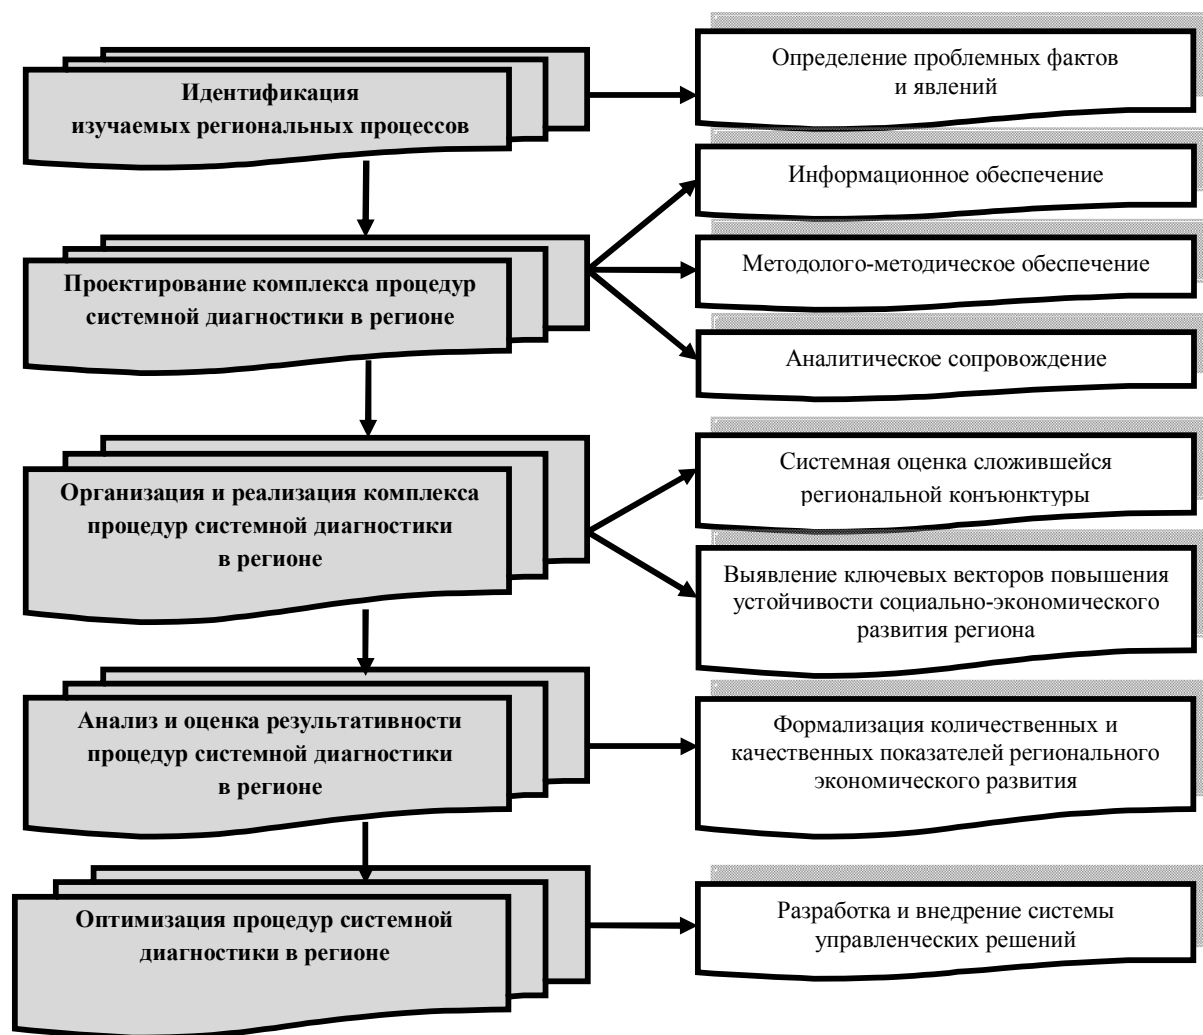 Идентификация
изучаемых региональных процессов
Определение проблемных фактов
и явлений
Информационное обеспечение
Проектирование комплекса процедур
системной диагностики в регионе
Методолого-методическое обеспечение
Аналитическое сопровождение
Организация и реализация комплекса
процедур системной диагностики
в регионе
Системная оценка сложившейся
региональной конъюнктуры
Выявление ключевых векторов повышения
устойчивости социально-экономического
развития региона
Анализ и оценка результативности
процедур системной диагностики
в регионе
Формализация количественных и
качественных показателей регионального
экономического развития
Оптимизация процедур системной
диагностики в регионе
Разработка и внедрение системы
управленческих решений